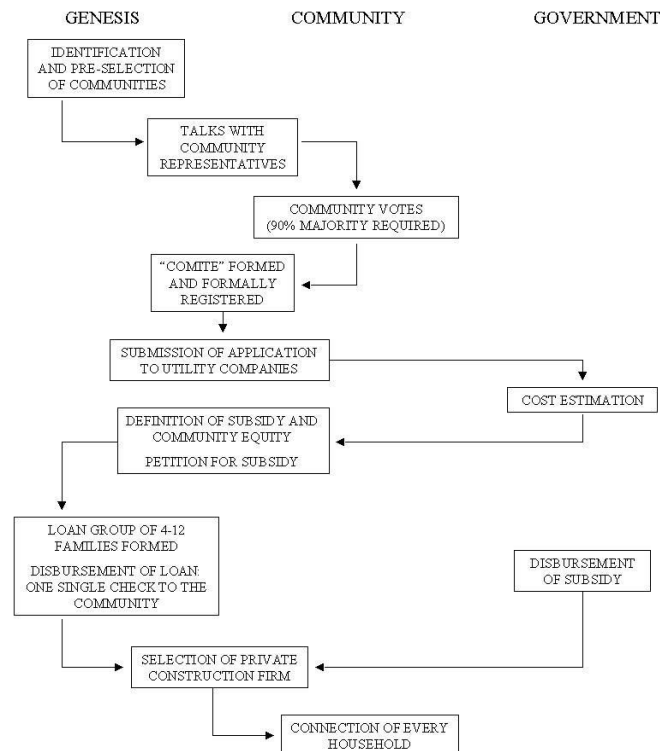 GENESIS
COMMUNITY
GOVERNMENT
IDENTIFICATION
AND PRE-SELECTION
OF COMMUNITIES
TALKS WITH
COMMUNITY
REPRESENTATIVES
COMMUNITY VOTES
(90% MAJORITY REQUIRED)
“COMITE” FORMED
AND FORMALLY
REGISTERED
SUBMISSION OF APPLICATION
TO UTILITY COMPANIES
COST ESTIMATION
DEFINITION OF SUBSIDY AND
COMMUNITY EQUITY
PETITION FOR SUBSIDY
LOAN GROUP OF 4-12
FAMILIES FORMED
DISBURSEMENT OF LOAN:
ONE SINGLE CHECK TO THE
COMMUNITY
DISBURSEMENT
OF SUBSIDY
SELECTION OF PRIVATE
CONSTRUCTION FIRM
CONNECTION OF EVERY
HOUSEHOLD